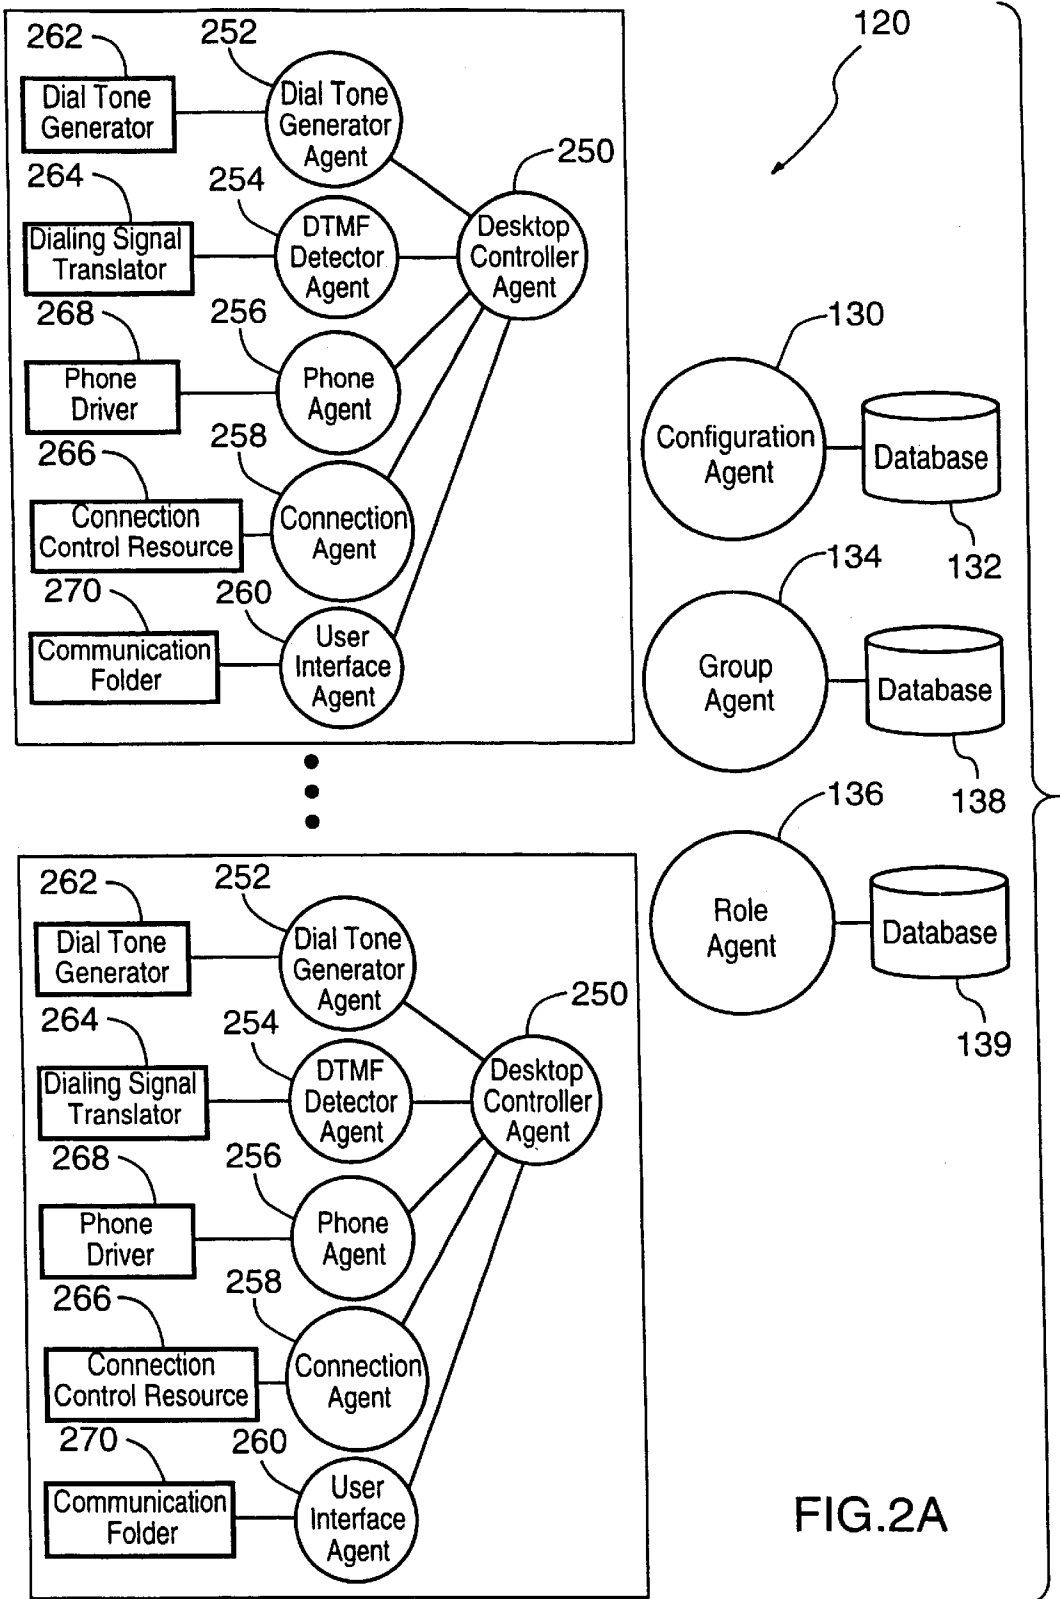 262
252
120
Dial Tone
Generator
Dial Tone
Generator
Agent
250
264
254
Dialing Signal
Translator
DTMF
Detector
Agent
Desktop
Controller
Agent
268
256
130
Phone
Driver
Phone
Agent
Configuration
Agent
Database
266
258
132
Connection
Control Resource
Connection
Agent
134
270
260
Communication
Folder
User
Interface
Agent
Group
Agent
Database
138
136
262
252
Dial Tone
Generator
Dial Tone
Generator
Agent
Role
Agent
Database
250
139
264
254
Dialing Signal
Translator
DTMF
Detector
Agent
Desktop
Controller
Agent
268
256
Phone
Driver
Phone
Agent
266
258
Connection
Control Resource
Connection
Agent
270
260
Communication
Folder
User
Interface
Agent
FIG.2A